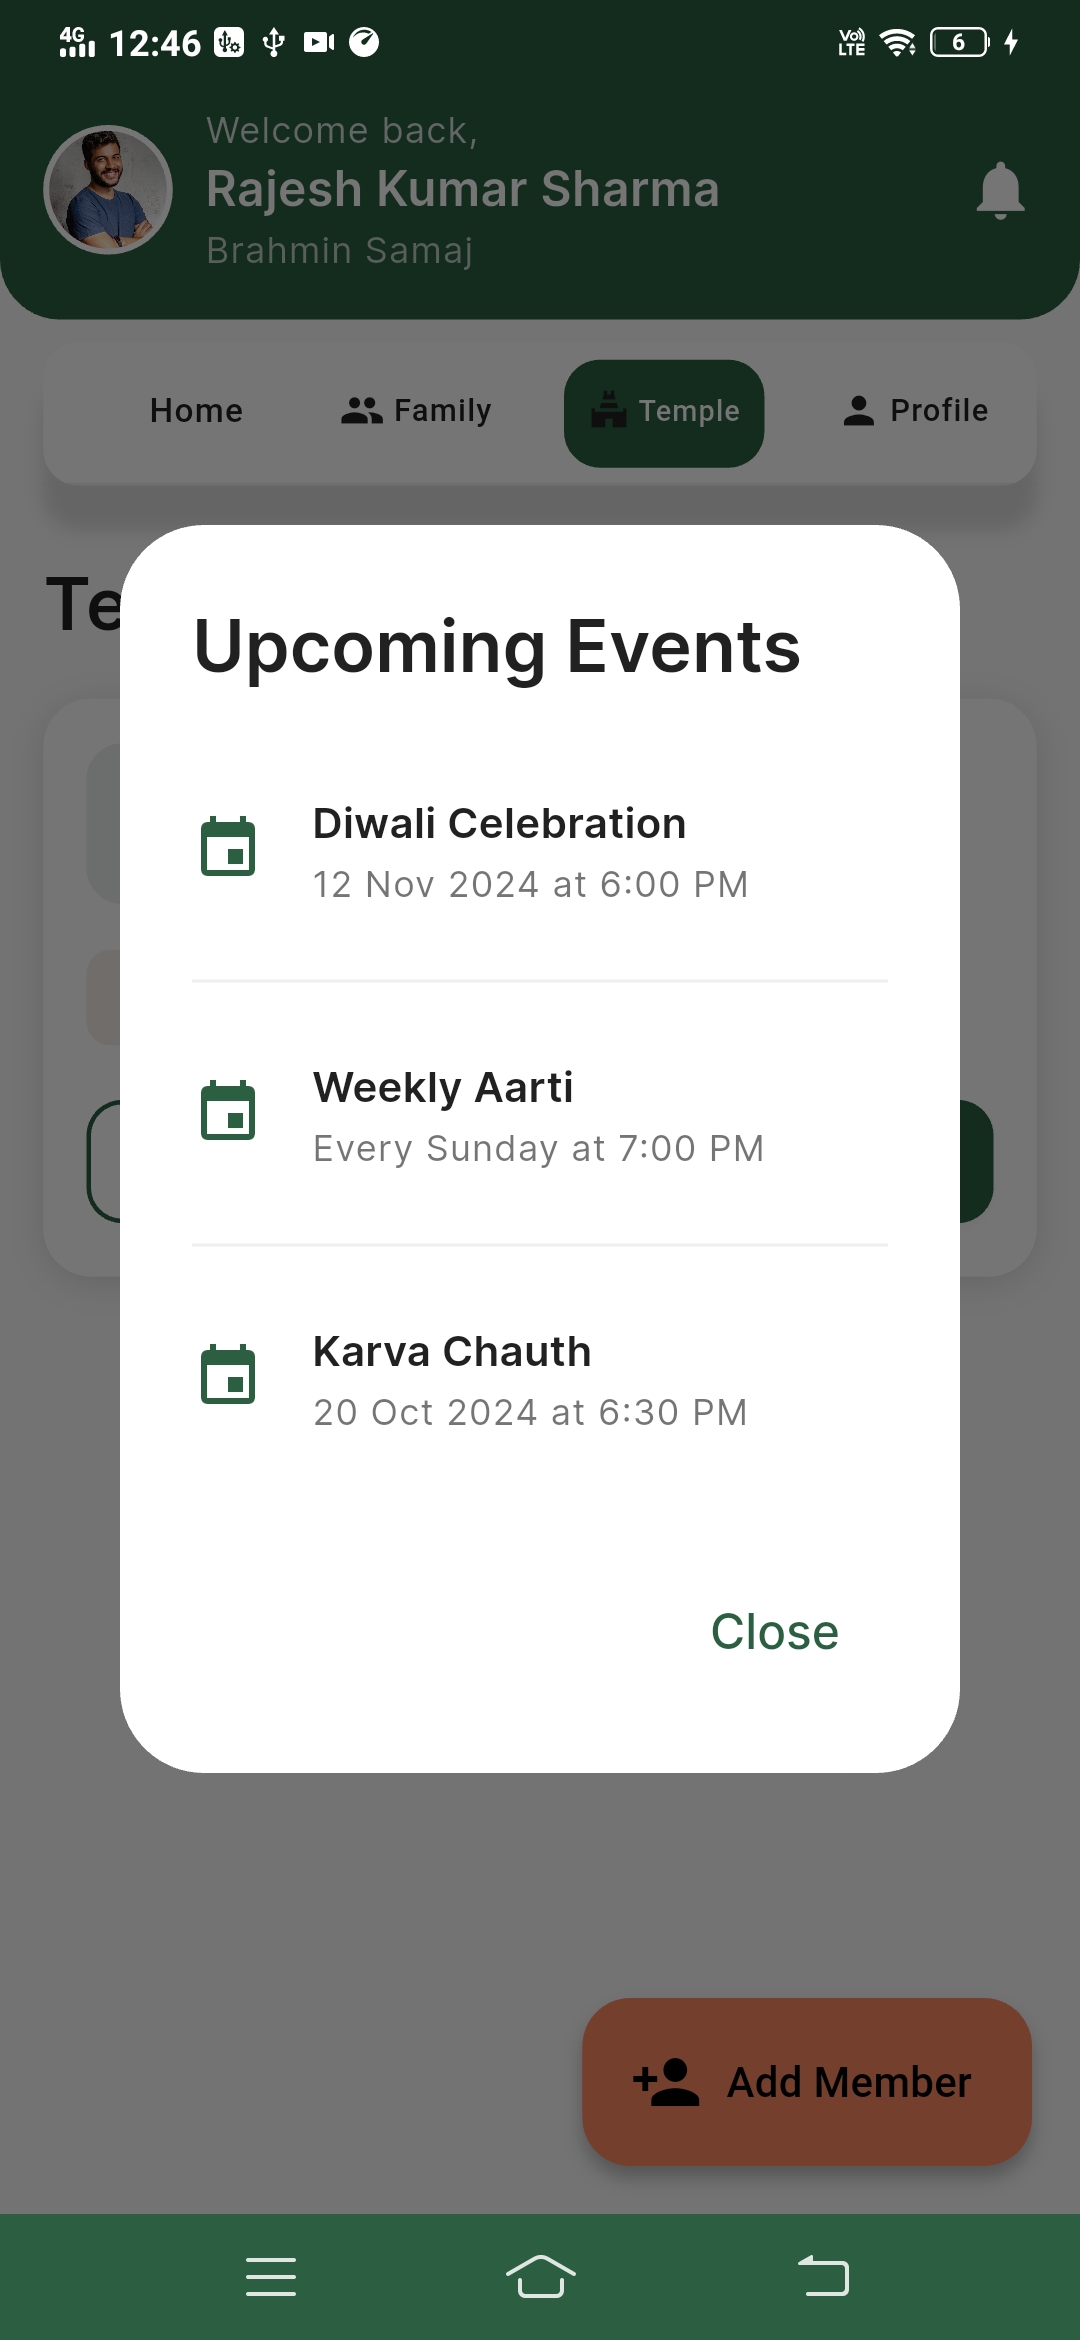 4G 12:46 Vo) LTE 6
Welcome back,
Rajesh Kumar Sharma
Brahmin Samaj
Home Family Temple Profile
Te
Upcoming Events
Diwali Celebration
12 Nov 2024 at 6:00 PM
Weekly Aarti
Every Sunday at 7:00 PM
Karva Chauth
20 Oct 2024 at 6:30 PM
Close
Add Member